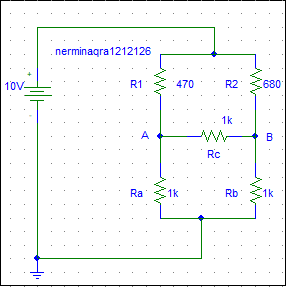 nerminaqra1212126
+
10V
R1 470 R2 680
1k
A B
Rc
Ra 1k Rb 1k